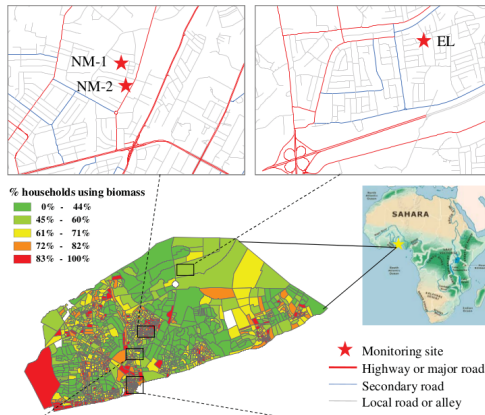 NM-1
NM-2
EL
% households using biomass
0% - 44%
45% - 60%
61% - 71%
72% - 82%
83% - 100%
SAHARA
AFRICA
Monitoring site
Highway or major road
Secondary road
Local road or alley